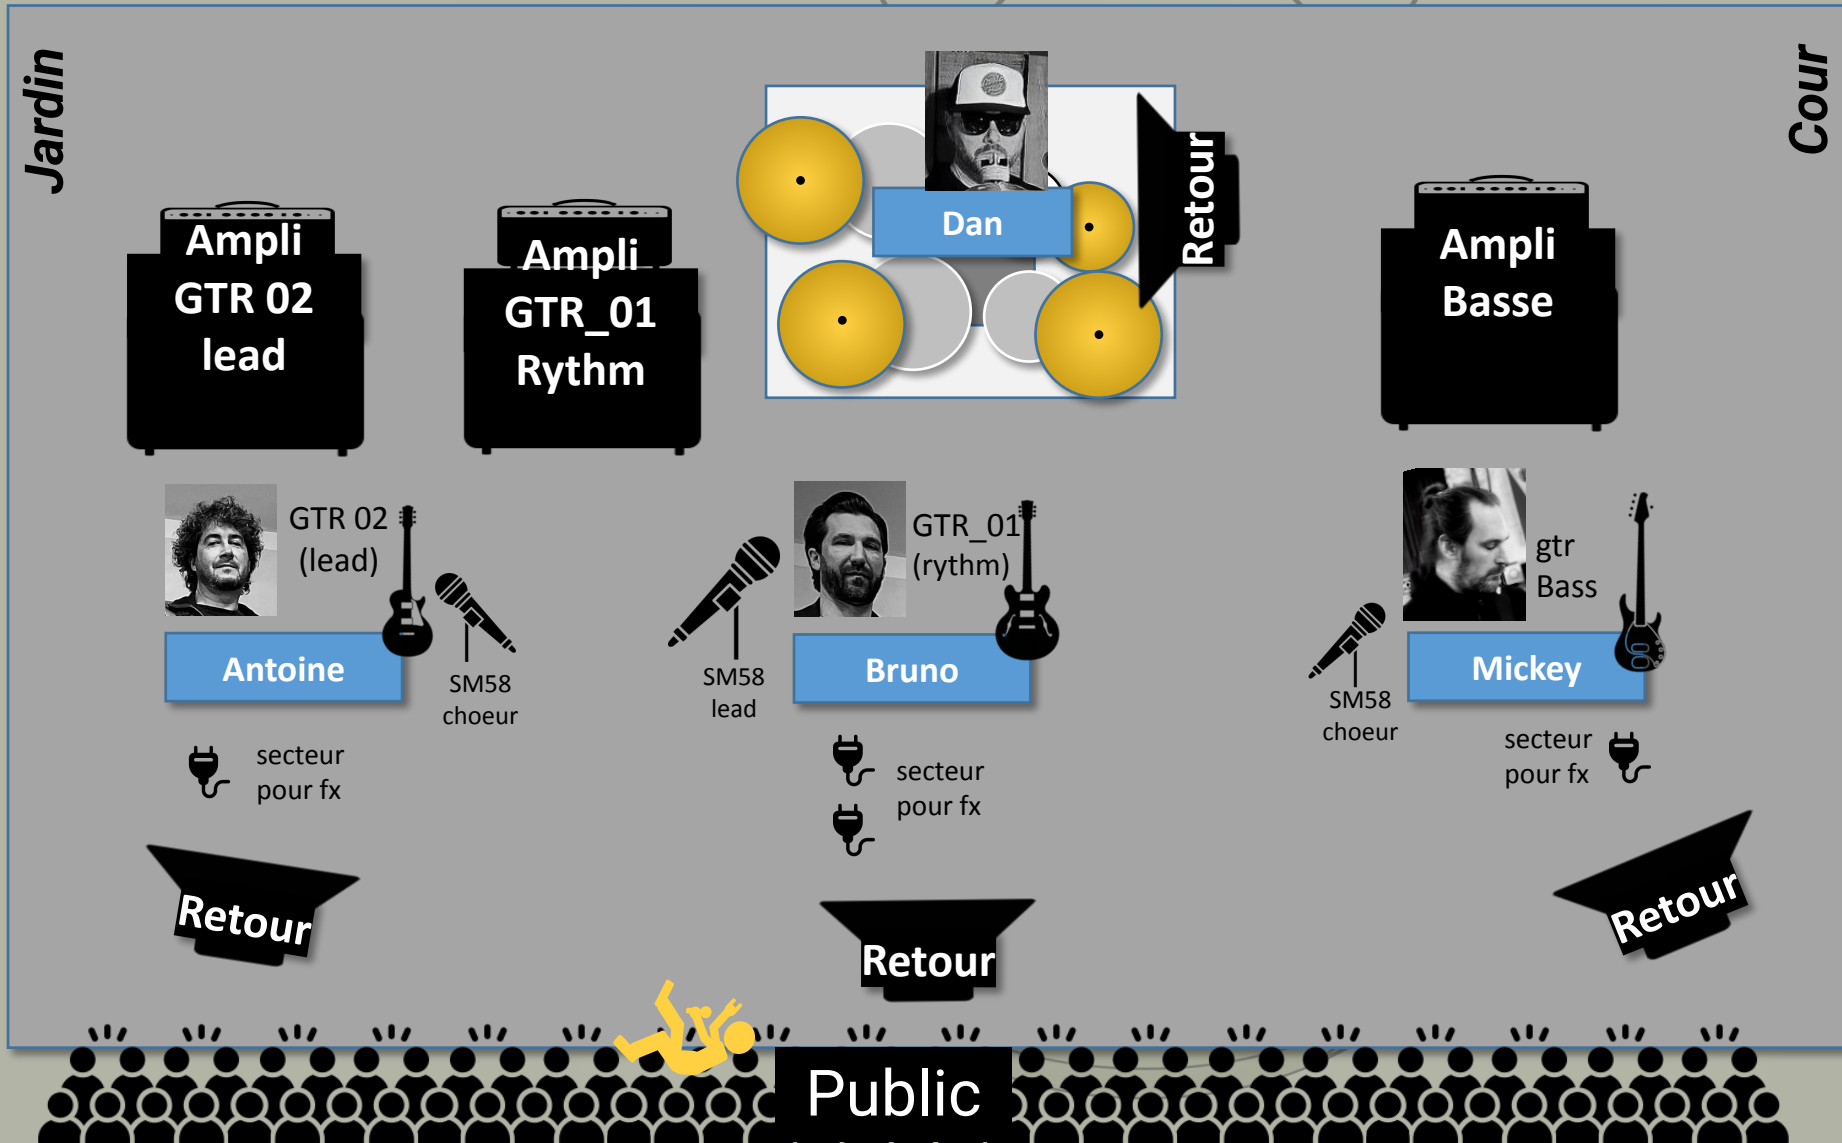 Jardin
Cour
Dan
Retour
Ampli
GTR 02
lead
Ampli
GTR_01
Rythm
Ampli
Basse
GTR 02
(lead)
Antoine
SM58
choeur
secteur
pour fx
SM58
lead
GTR_01
(rythm)
Bruno
secteur
pour fx
gtr
Bass
Mickey
SM58
choeur
secteur
pour fx
Retour
Retour
Retour
Public